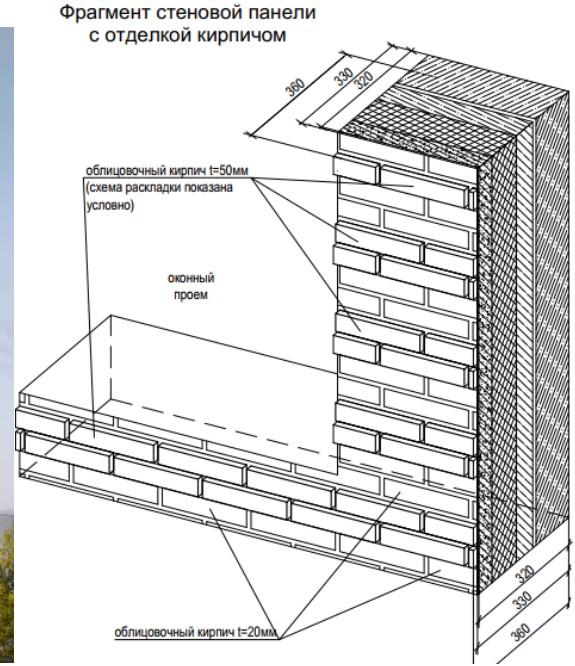 Фрагмент стеновой панели
с отделкой кирпичом
360
330
320
облицовочный кирпич t=50мм
(схема раскладки показана
условно)
оконный
проем
320
330
360
облицовочный кирпич t=20мм